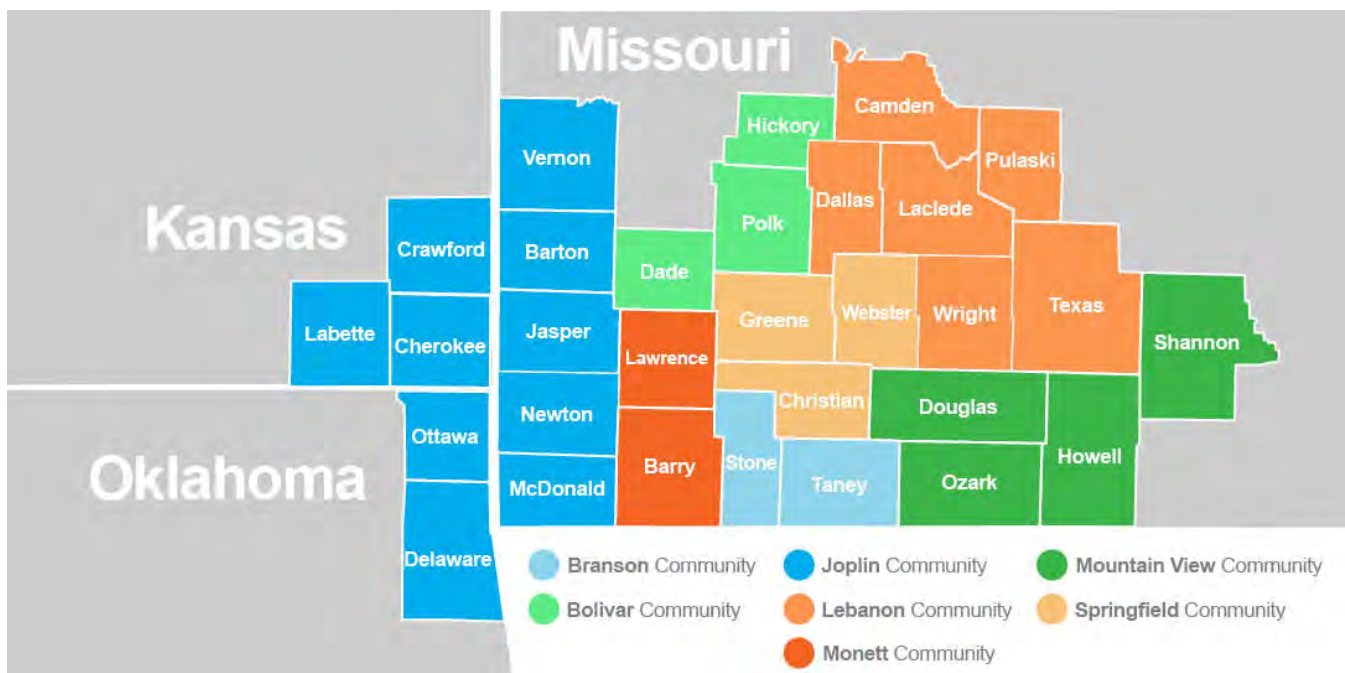 Missouri
Camden
Hickory
Pulaski
Vernon
Dallas
Laclede
Kansas
Polk
Crawford
Barton
Dade
Texas
Greene
Webster
Wright
Labette
Cherokee
Jasper
Shannon
Lawrence
Christian
Douglas
Newton
Ottawa
Howell
Oklahoma
Barry
Stone
McDonald
Taney
Ozark
Delaware
Branson Community
Joplin Community
Mountain View Community
Bolivar Community
Lebanon Community
Springfield Community
Monett Community